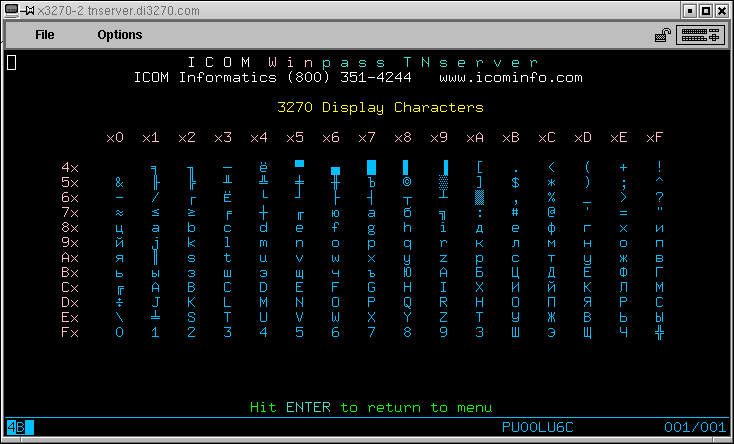 x3270-2 tnserver.di3270.com
File Options
ICOM Winpass TNserver
ICOM Informatics (800) 351-4244 www.icominfo.com
3270 Display Characters
x0 x1 x2 x3 x4 x5 x6 x7 x8 x9 xA xB xC xD xE xF
4x ╕ ╖ ─ ё ▀ ▄ █ ▌ ▐ [ . < ( + !
5x & ╟ ╠ ╨ ╩ ╪ ╫ Ъ © ▒ ] $ * ) ; ^
6x - / ┌ Ё └ ┘ ├ ┤ ┬ ┴ ▓ , % _ > ?
7x ≈ ≤ ≥ ╒ ┼ ╓ ю а б ╗ : # @ ' = "
8x ц a b c d e f g h i д е ф г х и
9x й j k l m n o p q r к л м н о п
Ax я ║ s t u v w x y z р с т у ж в
Bx ь ы з ш э щ ч ъ Ю А Б Ц Д Е Ф Г
Cx ╔ A B C D E F G H I Х И Й К Л М
Dx ÷ J K L M N O P Q R Н О П Я Р С
Ex \ ╧ S T U V W X Y Z Т У Ж В Ь Ы
Fx 0 1 2 3 4 5 6 7 8 9 З Ш Э Щ Ч ╬
Hit ENTER to return to menu
4B PU00LU6C 001/001